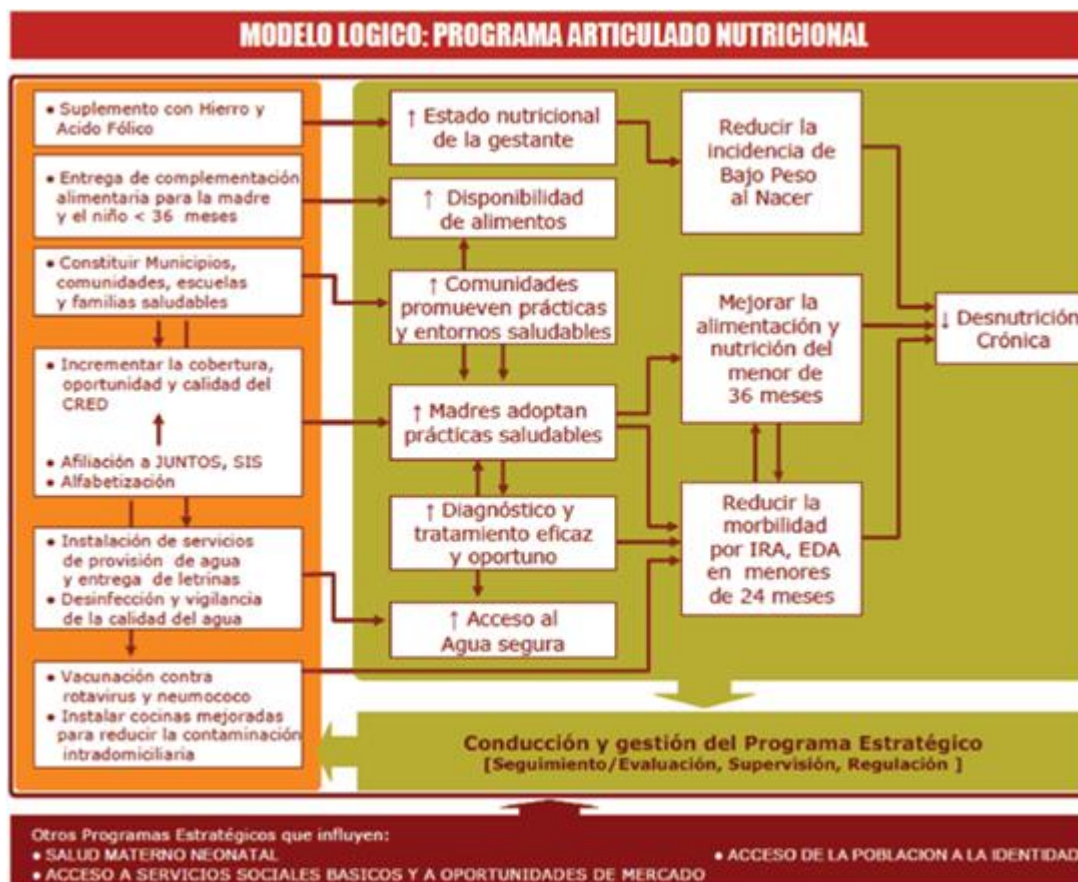 MODELO LOGICO: PROGRAMA ARTICULADO NUTRICIONAL
● Suplemento con Hierro y
Acido Fólico
● Entrega de complementación
alimentaria para la madre
y el niño < 36 meses
● Constituir Municipios,
comunidades, escuelas
y familias saludables
● Incrementar la cobertura,
oportunidad y calidad del
CRED
● Afiliación a JUNTOS, SIS
● Alfabetización
● Instalación de servicios
de provisión de agua
y entrega de letrinas
● Desinfección y vigilancia
de la calidad del agua
● Vacunación contra
rotavirus y neumococo
● Instalar cocinas mejoradas
para reducir la contaminación
intradomiciliaria
↑ Estado nutricional
de la gestante
↑ Disponibilidad
de alimentos
↑ Comunidades
promueven prácticas
y entornos saludables
↑ Madres adoptan
prácticas saludables
↑ Diagnóstico y
tratamiento eficaz
y oportuno
↑ Acceso al
Agua segura
Reducir la
incidencia de
Bajo Peso
al Nacer
Mejorar la
alimentación y
nutrición del
menor de
36 meses
Reducir la
morbilidad
por IRA, EDA
en menores
de 24 meses
↓ Desnutrición
Crónica
Conducción y gestión del Programa Estratégico
[Seguimiento/Evaluación, Supervisión, Regulación ]
Otros Programas Estratégicos que influyen:
● SALUD MATERNO NEONATAL
● ACCESO DE LA POBLACION A LA IDENTIDAD
● ACCESO A SERVICIOS SOCIALES BASICOS Y A OPORTUNIDADES DE MERCADO